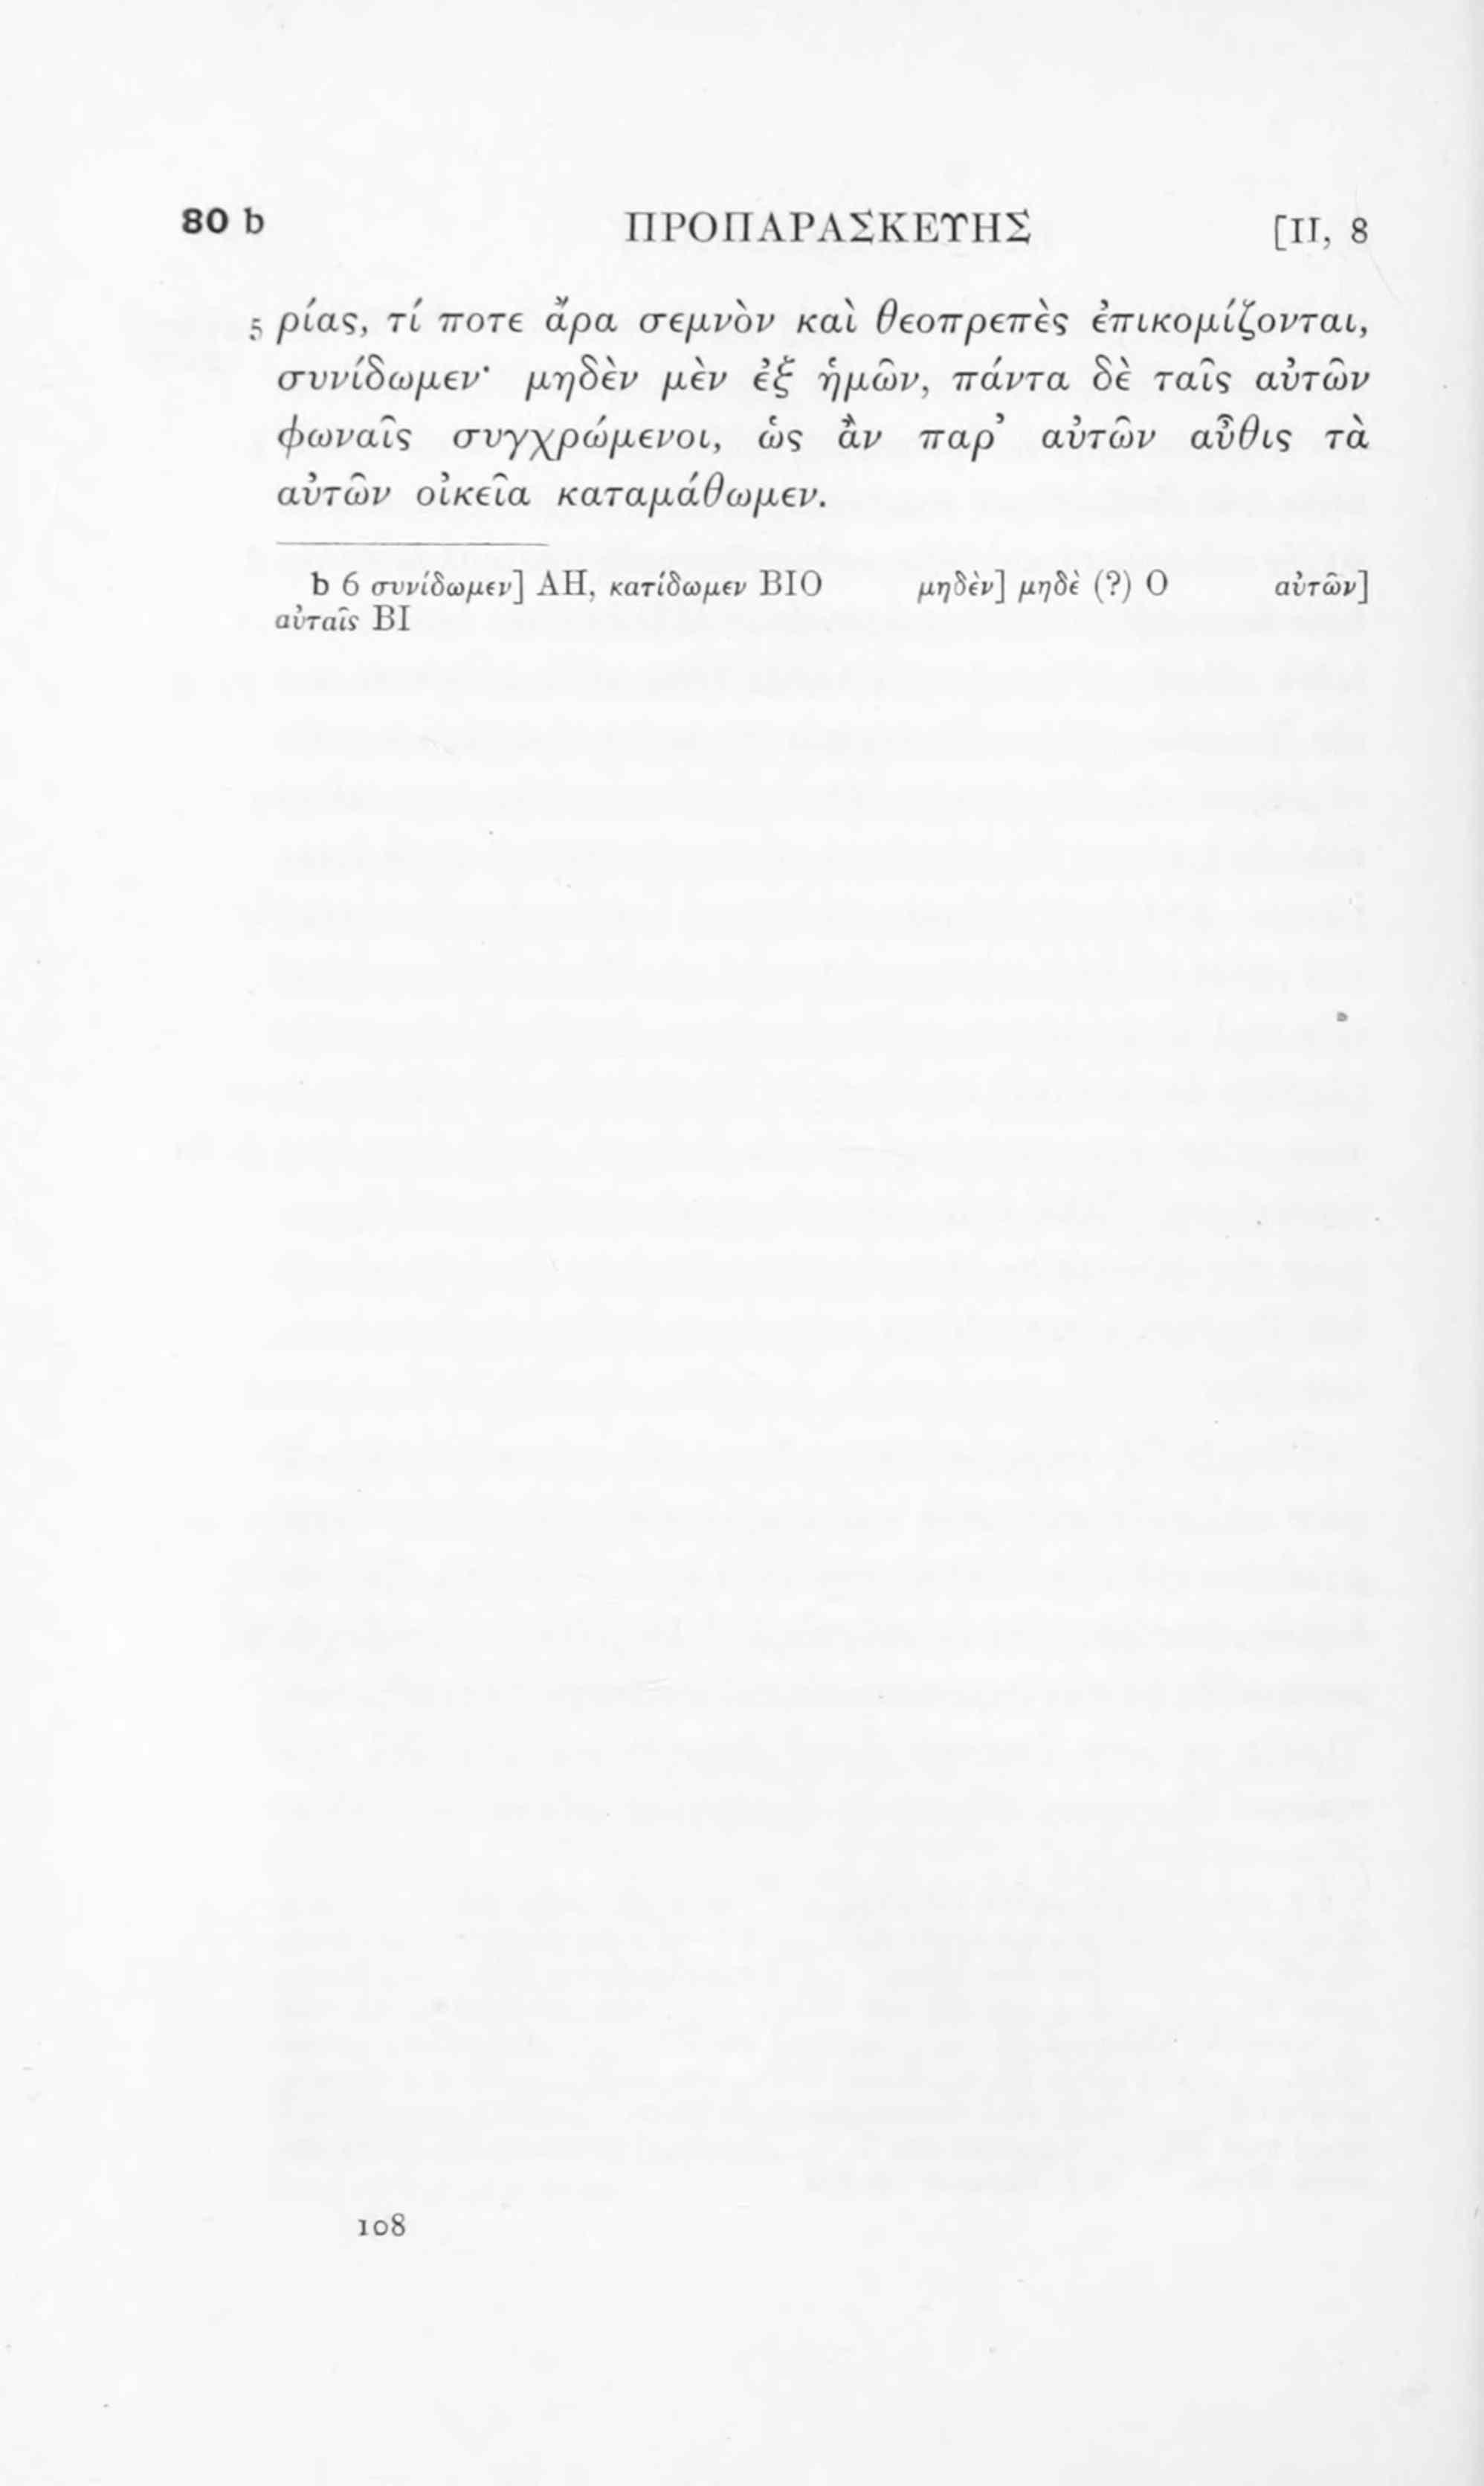 80 b ΠΡΟΠΑΡΑΣΚΕΥΗΣ [II, 8
5 ρίας, τί ποτε ἄρα σεμνὸν καὶ θεοπρεπὲς ἐπικομίζονται,
συνίδωμεν· μηδὲν μὲν ἐξ ἡμῶν, πάντα δὲ ταῖς αὐτῶν
φωναῖς συγχρώμενοι, ὡς ἂν παρ’ αὐτῶν αὖθις τὰ
αὐτῶν οἰκεῖα καταμάθωμεν.
b 6 συνίδωμεν] AH, κατίδωμεν BIO μηδὲν] μηδὲ (?) O αὐτῶν]
αὐταῖς BI
108